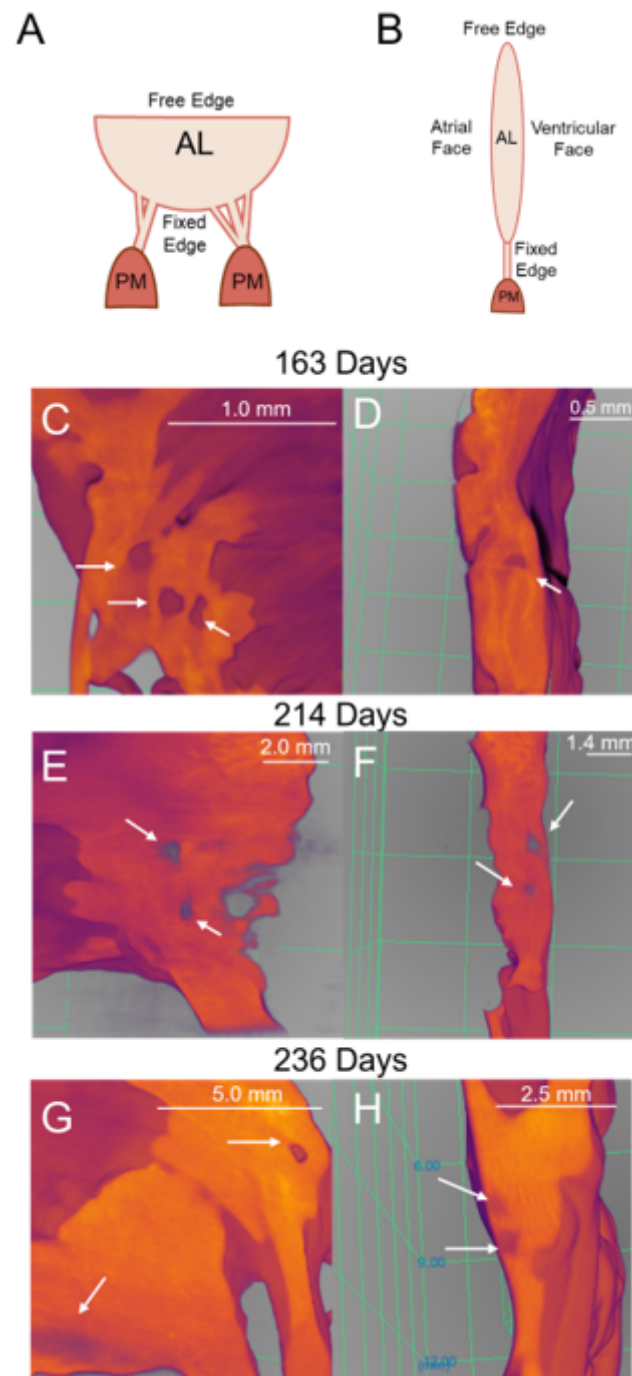 A
B
Free Edge
AL
Fixed
Edge
PM
PM
Free Edge
Atrial
Face
AL
Ventricular
Face
Fixed
Edge
PM
163 Days
C
1.0 mm
D
0.5 mm
214 Days
E
2.0 mm
F
1.4 mm
236 Days
G
5.0 mm
H
2.5 mm
6.00
9.00
12.00